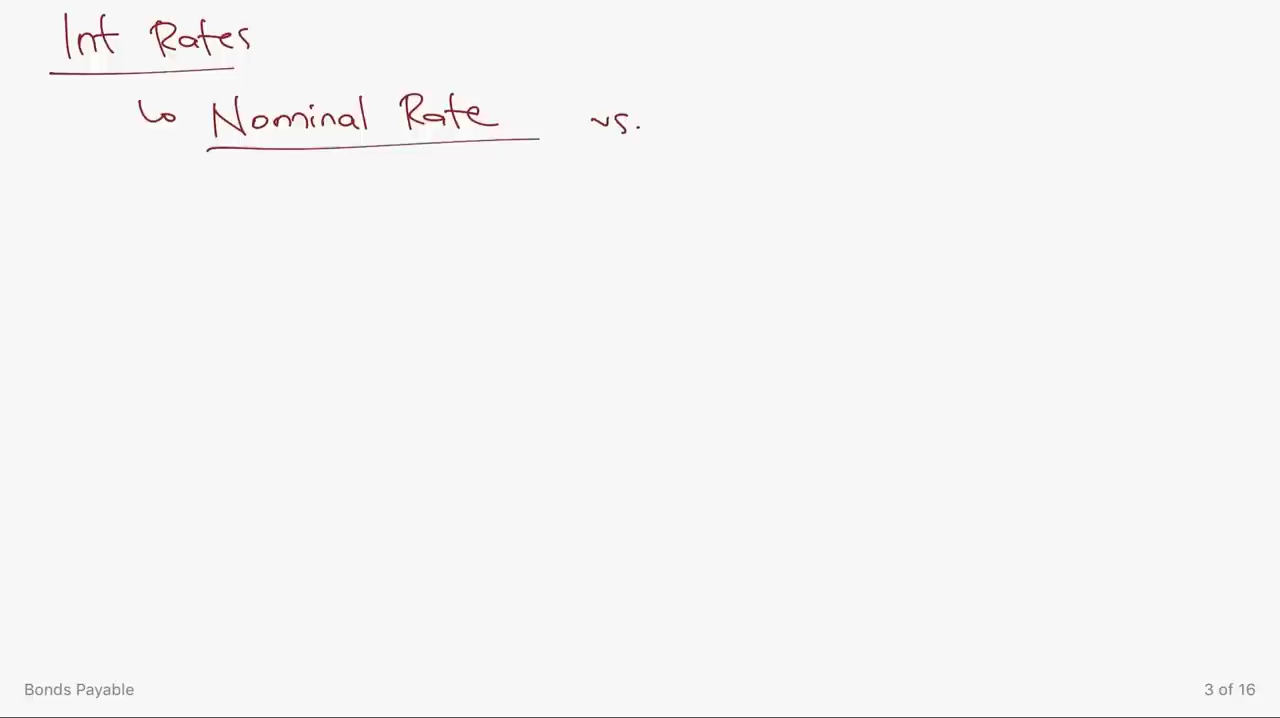 Int Rates
↳ Nominal Rate vs.
Bonds Payable
3 of 16